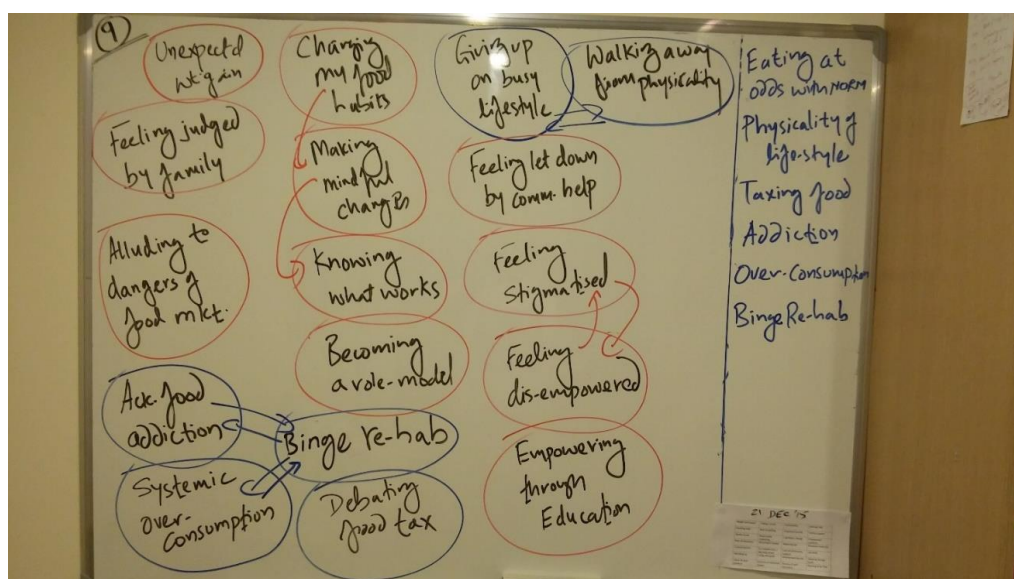 (9)
Unexpectd
wt gain
Changing
my food
habits
Giving up
on busy
lifestyle
Walking away
from physicality
Feeling judged
by family
Making
mindful
changes
Feeling let down
by comm. help
Alluding to
dangers of
food mkt.
Knowing
what works
Feeling
Stigmatised
Becoming
a role-model
Feeling
dis-empowered
Ack. food
addiction
Binge re-hab
Empowering
through
Education
Systemic
over-
Consumption
Debating
food tax
Eating at
odds with NORM
Physicality of
life-style
Taxing food
Addiction
Over-Consumption
Binge Re-hab
21 DEC '15